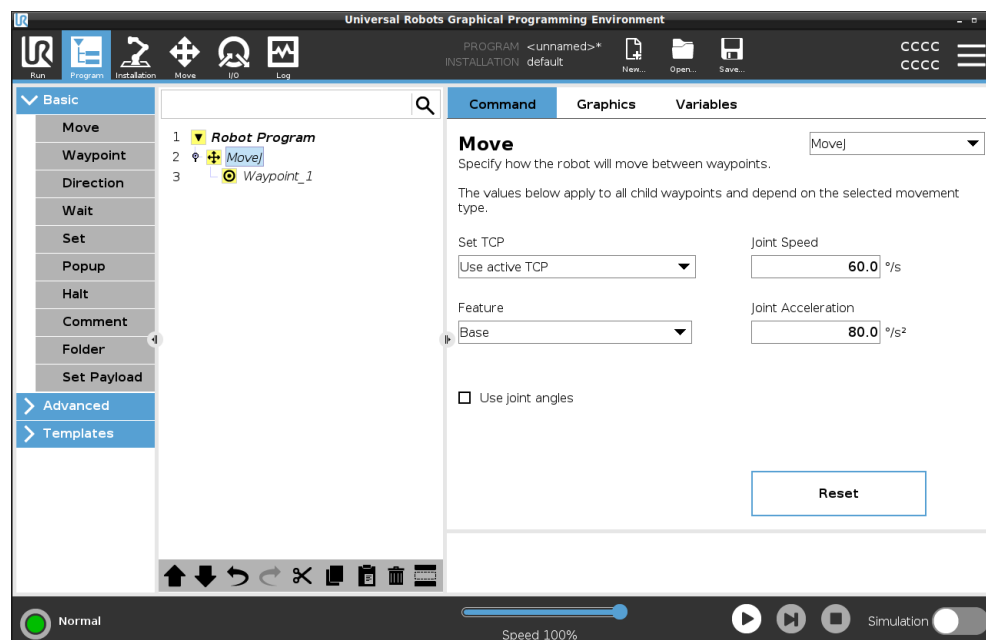 Universal Robots Graphical Programming Environment
UR
Run
Program
Installation
Move
I/O
Log
PROGRAM <unnamed>*
INSTALLATION default
New...
Open...
Save...
CCCC
CCCC
Basic
Move
Waypoint
Direction
Wait
Set
Popup
Halt
Comment
Folder
Set Payload
Advanced
Templates
1 Robot Program
2 MoveJ
3 Waypoint_1
Command Graphics Variables
Move
MoveJ
Specify how the robot will move between waypoints.
The values below apply to all child waypoints and depend on the selected movement
type.
Set TCP
Use active TCP
Joint Speed
60.0 °/s
Feature
Base
Joint Acceleration
80.0 °/s²
Use joint angles
Reset
Normal
Speed 100%
Simulation